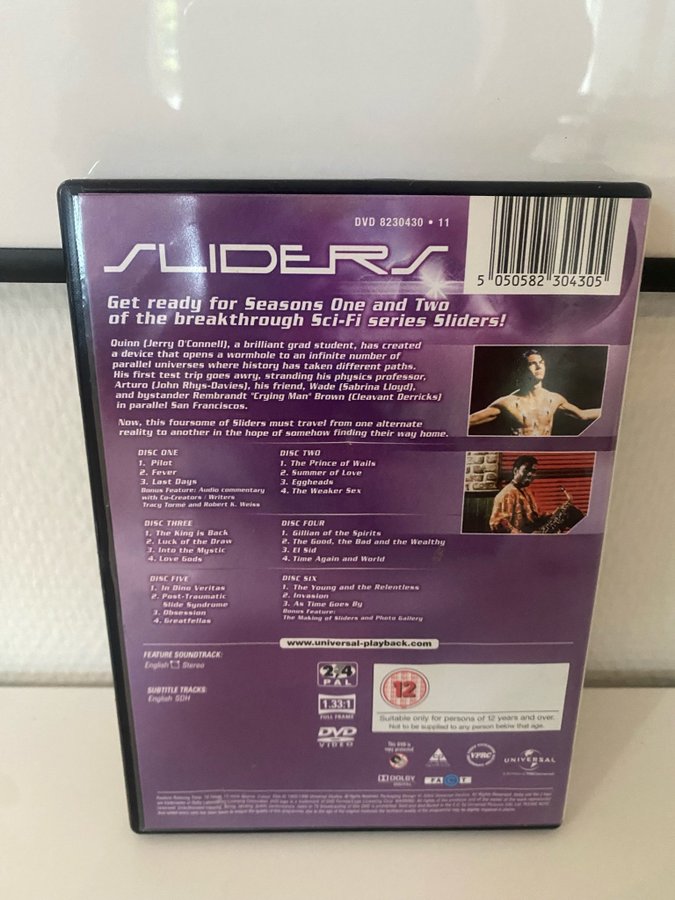 DVD 8230430 • 11
SLIDERS
5 050582 304305
Get ready for Seasons One and Two
of the breakthrough Sci-Fi series Sliders!
Quinn (Jerry O'Connell), a brilliant grad student, has created
a device that opens a wormhole to an infinite number of
parallel universes where history has taken different paths.
His first test trip goes awry, stranding his physics professor,
Arturo (John Rhys-Davies), his friend, Wade (Sabrina Lloyd),
and bystander Rembrandt "Crying Man" Brown (Cleavant Derricks)
in parallel San Franciscos.
Now, this foursome of Sliders must travel from one alternate
reality to another in the hope of somehow finding their way home.
DISC ONE
1. Pilot
2. Fever
3. Last Days
Bonus Feature: Audio commentary
with Co-Creators / Writers
Tracy Tormé and Robert K. Weiss
DISC TWO
1. The Prince of Wails
2. Summer of Love
3. Eggheads
4. The Weaker Sex
DISC THREE
1. The King is Back
2. Luck of the Draw
3. Into the Mystic
4. Love Gods
DISC FOUR
1. Gillian of the Spirits
2. The Good, the Bad and the Wealthy
3. El Sid
4. Time Again and World
DISC FIVE
1. In Dino Veritas
2. Post-Traumatic
Slide Syndrome
3. Obsession
4. Greatfellas
DISC SIX
1. The Young and the Relentless
2. Invasion
3. As Time Goes By
Bonus Feature:
The Making of Sliders and Photo Gallery
www.universal-playback.com
FEATURE SOUNDTRACK:
English Stereo
SUBTITLE TRACKS:
English SDH
2,4
PAL
1.33:1
FULL FRAME
DVD
VIDEO
12
Suitable only for persons of 12 years and over.
Not to be supplied to any person below that age.
This DVD is
copy protected
VPRC
UNIVERSAL
DOLBY
DIGITAL
FACT